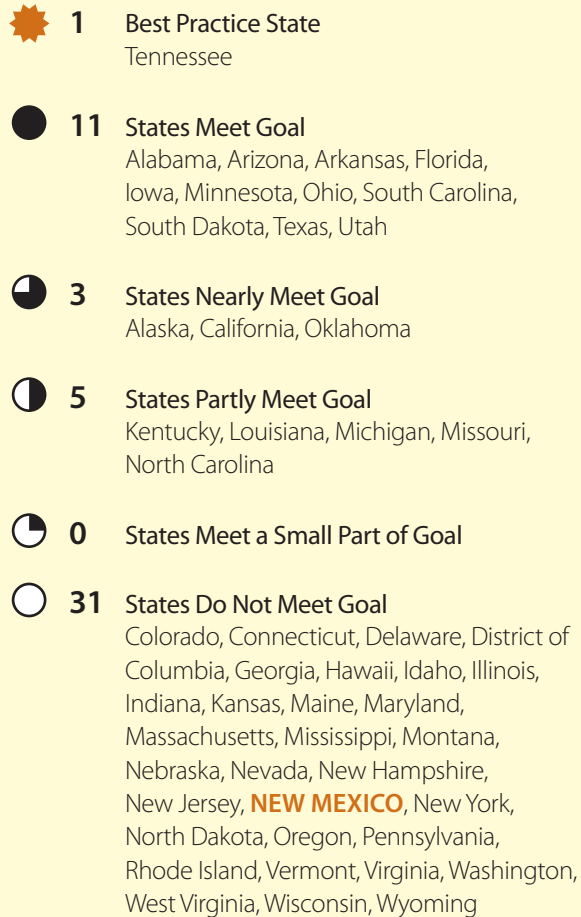 1 Best Practice State
Tennessee
11 States Meet Goal
Alabama, Arizona, Arkansas, Florida,
Iowa, Minnesota, Ohio, South Carolina,
South Dakota, Texas, Utah
3 States Nearly Meet Goal
Alaska, California, Oklahoma
5 States Partly Meet Goal
Kentucky, Louisiana, Michigan, Missouri,
North Carolina
0 States Meet a Small Part of Goal
31 States Do Not Meet Goal
Colorado, Connecticut, Delaware, District of
Columbia, Georgia, Hawaii, Idaho, Illinois,
Indiana, Kansas, Maine, Maryland,
Massachusetts, Mississippi, Montana,
Nebraska, Nevada, New Hampshire,
New Jersey, NEW MEXICO, New York,
North Dakota, Oregon, Pennsylvania,
Rhode Island, Vermont, Virginia, Washington,
West Virginia, Wisconsin, Wyoming